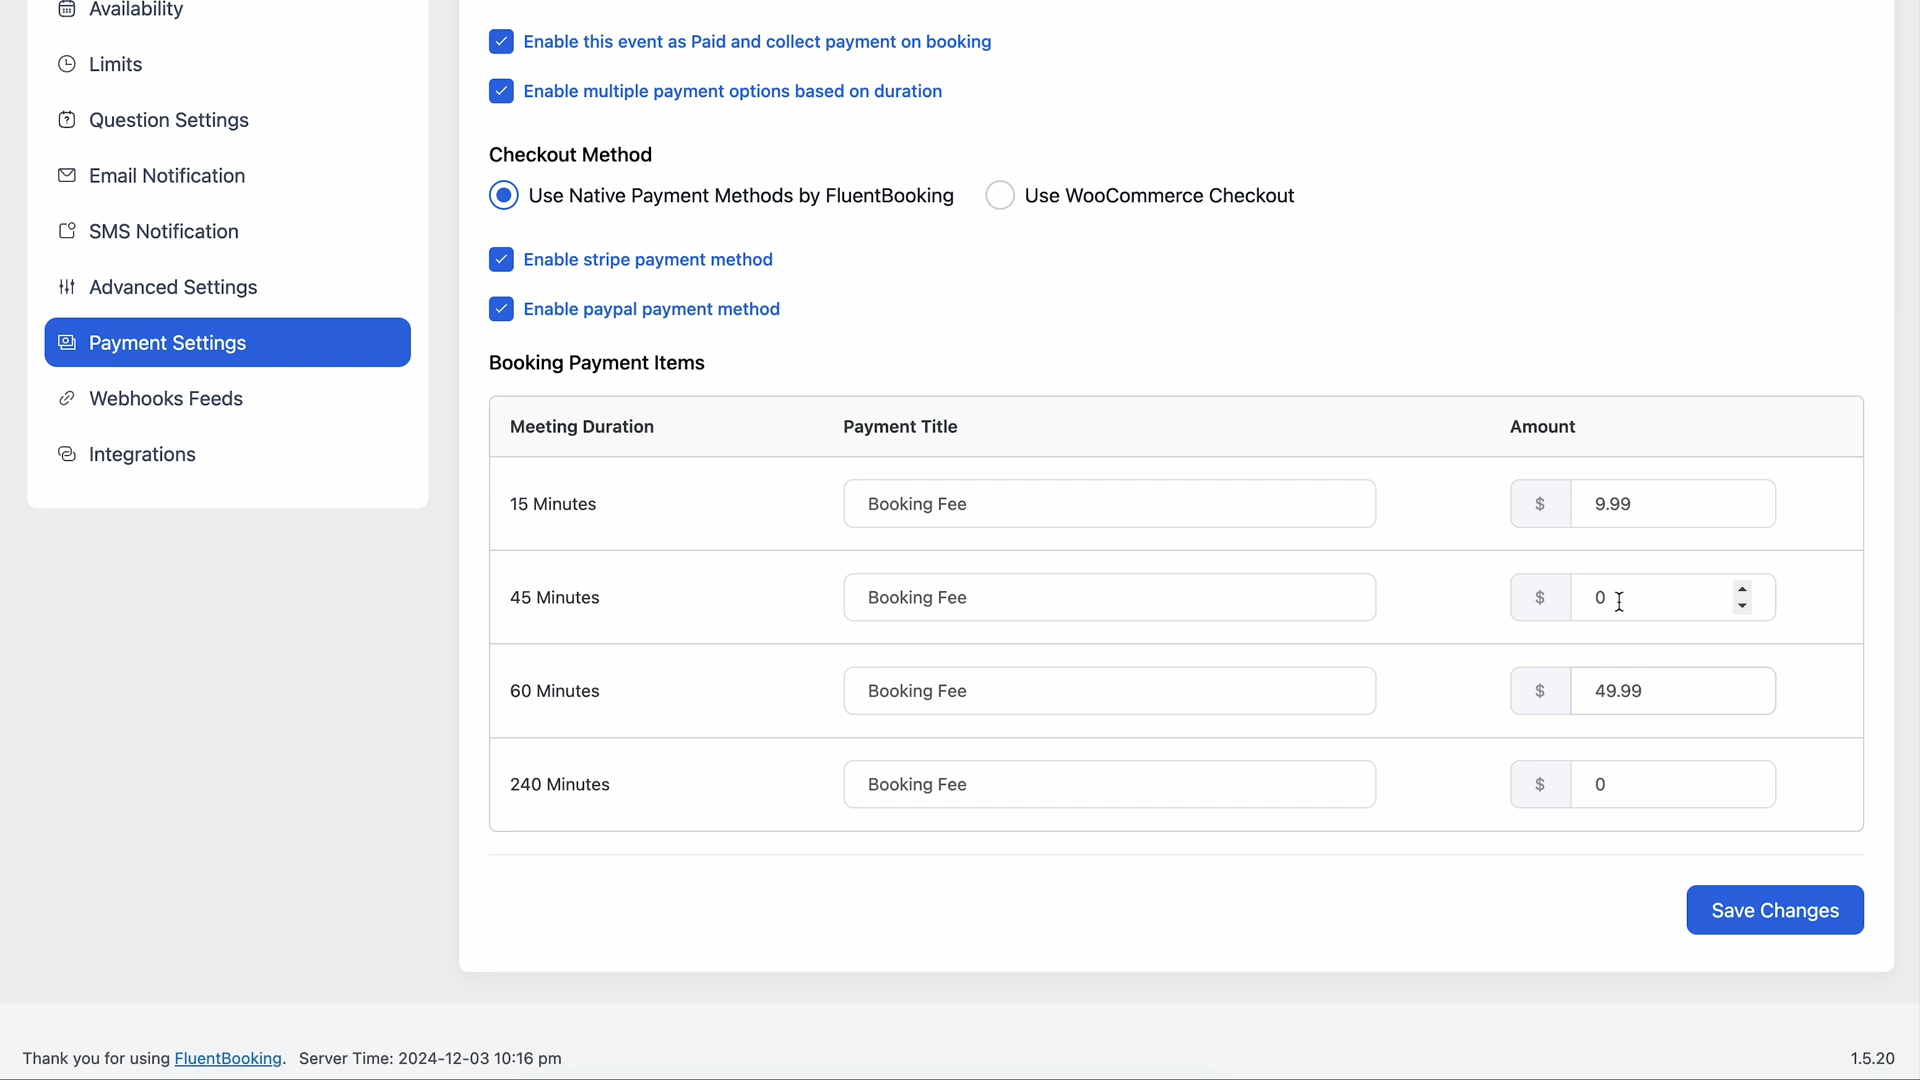 Availability
Limits
Question Settings
Email Notification
SMS Notification
Advanced Settings
Payment Settings
Webhooks Feeds
Integrations
Enable this event as Paid and collect payment on booking
Enable multiple payment options based on duration
Checkout Method
Use Native Payment Methods by FluentBooking Use WooCommerce Checkout
Enable stripe payment method
Enable paypal payment method
Booking Payment Items
Meeting Duration Payment Title Amount
15 Minutes Booking Fee $ 9.99
45 Minutes Booking Fee $ 0
60 Minutes Booking Fee $ 49.99
240 Minutes Booking Fee $ 0
Save Changes
Thank you for using FluentBooking. Server Time: 2024-12-03 10:16 pm 1.5.20